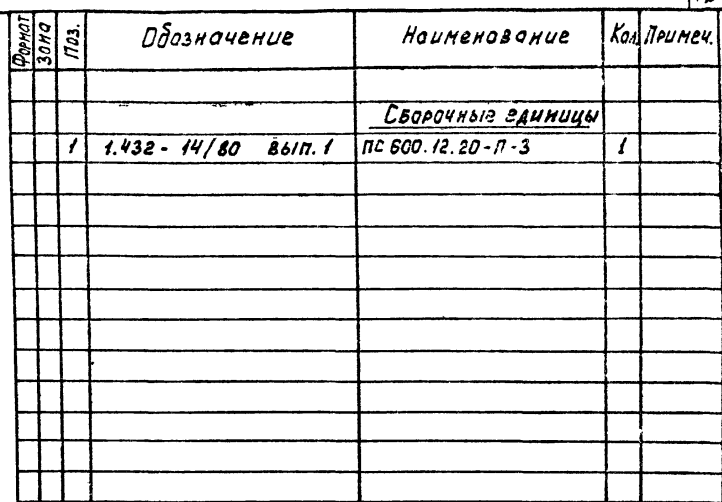 Формат Зона Поз. Обозначение Наименование Кол. Примеч.
Сборочные единицы
1 1.432 - 14/80 вып. 1 ПС 600.12.20-П-3 1